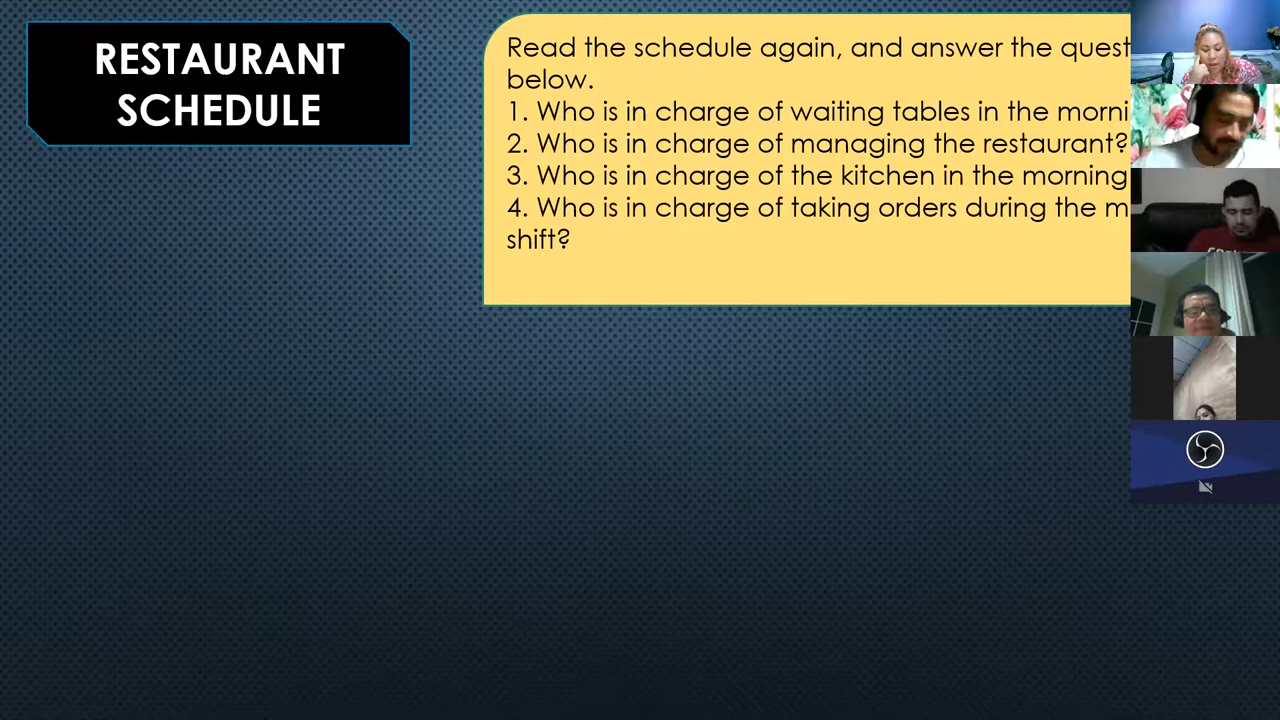 RESTAURANT
SCHEDULE
Read the schedule again, and answer the quest
below.
1. Who is in charge of waiting tables in the morni
2. Who is in charge of managing the restaurant?
3. Who is in charge of the kitchen in the morning
4. Who is in charge of taking orders during the m
shift?